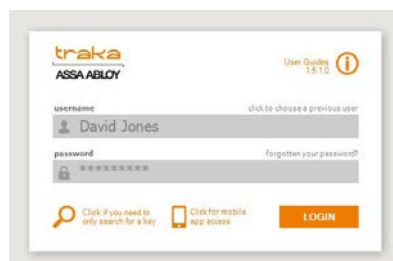 traka
ASSA ABLOY
User Guides
1.5.1.0
username
click to choose a previous user
David Jones
password
forgotten your password?
*********
Click if you need to
only search for a key
Click for mobile
app access
LOGIN